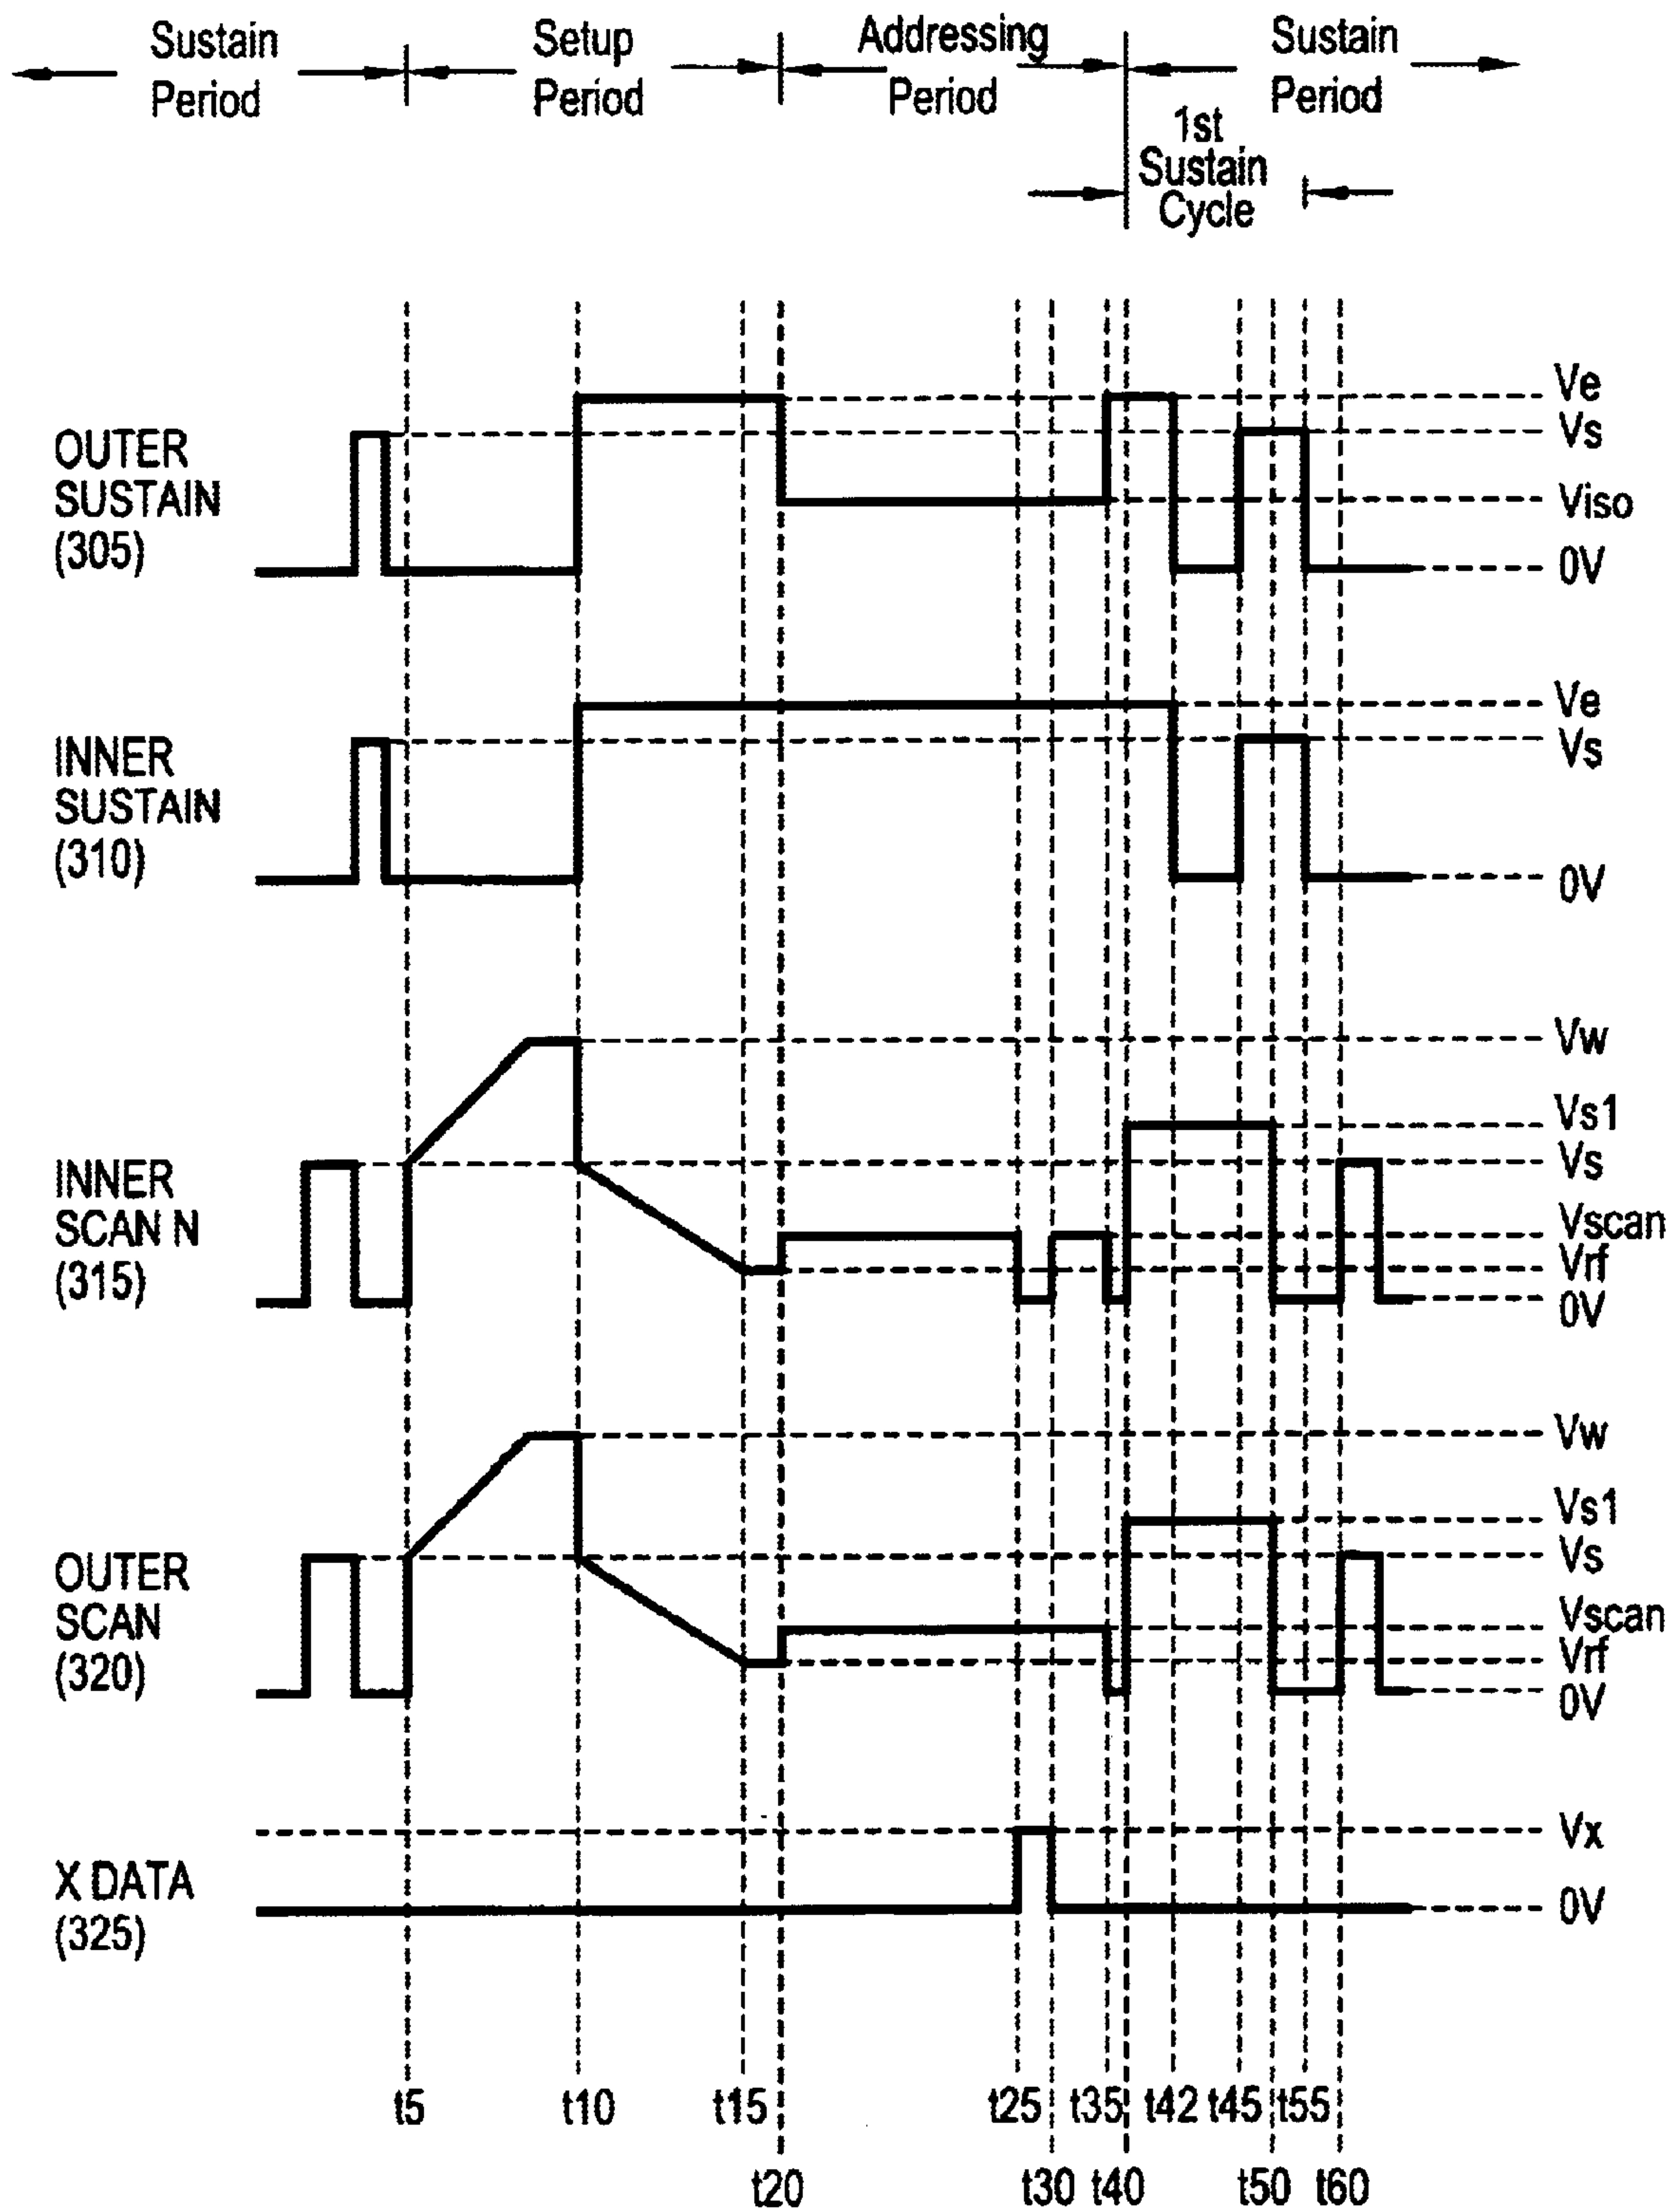 Sustain
Period
Setup
Period
Addressing
Period
Sustain
Period
1st
Sustain
Cycle
OUTER
SUSTAIN
(305)
Ve
Vs
Viso
0V
INNER
SUSTAIN
(310)
Ve
Vs
0V
INNER
SCAN N
(315)
Vw
Vs1
Vs
Vscan
Vrf
0V
OUTER
SCAN
(320)
Vw
Vs1
Vs
Vscan
Vrf
0V
X DATA
(325)
Vx
0V
t5 t10 t15 t25 t35 t42 t45 t55
t20 t30 t40 t50 t60